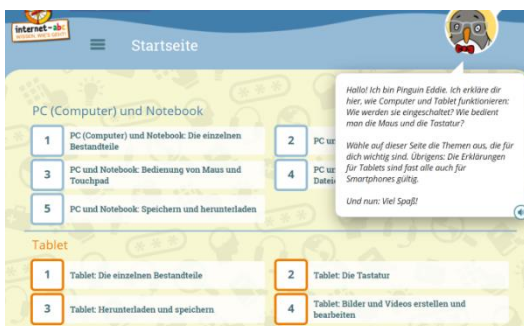 internet-abc
WISSEN, WIE'S GEHT!
Startseite
Hallo! Ich bin Pinguin Eddie. Ich erkläre dir
hier, wie Computer und Tablet funktionieren:
Wie werden sie eingeschaltet? Wie bedient
man die Maus und die Tastatur?
Wähle auf dieser Seite die Themen aus, die für
dich wichtig sind. Übrigens: Die Erklärungen
für Tablets sind fast alle auch für
Smartphones gültig.
Und nun: Viel Spaß!
PC (Computer) und Notebook
1 PC (Computer) und Notebook: Die einzelnen
Bestandteile
2 PC
3 PC und Notebook: Bedienung von Maus und
Touchpad
4 PC
5 PC und Notebook: Speichern und herunterladen
Tablet
1 Tablet: Die einzelnen Bestandteile
2 Tablet: Die Tastatur
3 Tablet: Herunterladen und speichern
4 Tablet: Bilder und Videos erstellen und
bearbeiten